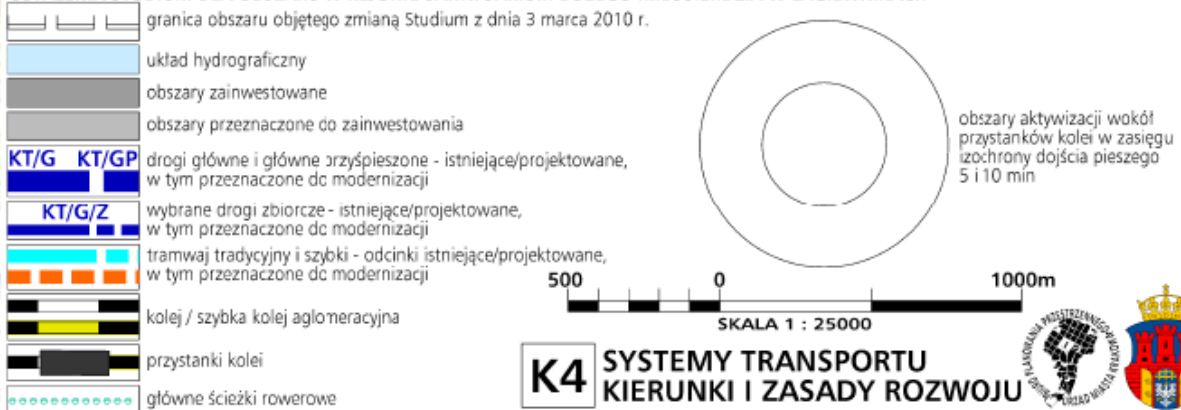 granica obszaru objętego zmianą Studium z dnia 3 marca 2010 r.
układ hydrograficzny
obszary zainwestowane
obszary przeznaczone do zainwestowania
KT/G KT/GP
drogi główne i główne przyśpieszone - istniejące/projektowane,
w tym przeznaczone do modernizacji
KT/G/Z
wybrane drogi zbiorcze - istniejące/projektowane,
w tym przeznaczone do modernizacji
tramwaj tradycyjny i szybki - odcinki istniejące/projektowane,
w tym przeznaczone do modernizacji
kolej / szybka kolej aglomeracyjna
przystanki kolei
główne ścieżki rowerowe
obszary aktywizacji wokół
przystanków kolei w zasięgu
izochrony dojścia pieszego
5 i 10 min
500 0 1000m
SKALA 1 : 25000
K4 SYSTEMY TRANSPORTU
KIERUNKI I ZASADY ROZWOJU